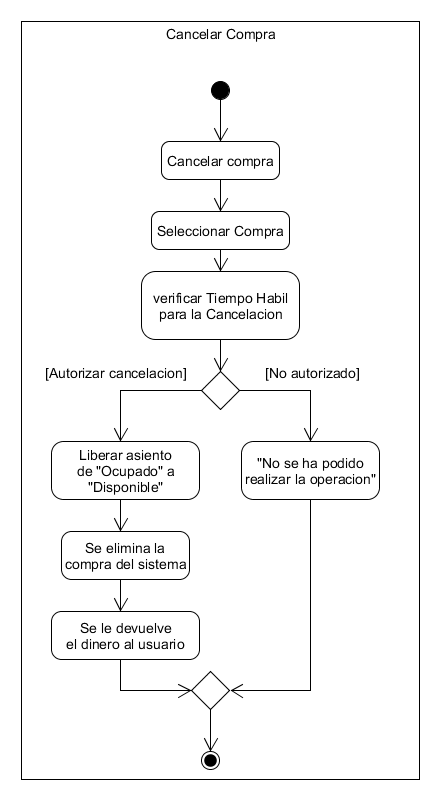 Cancelar Compra
Cancelar compra
Seleccionar Compra
verificar Tiempo Habil
para la Cancelacion
[Autorizar cancelacion]
[No autorizado]
Liberar asiento
de "Ocupado" a
"Disponible"
"No se ha podido
realizar la operacion"
Se elimina la
compra del sistema
Se le devuelve
el dinero al usuario